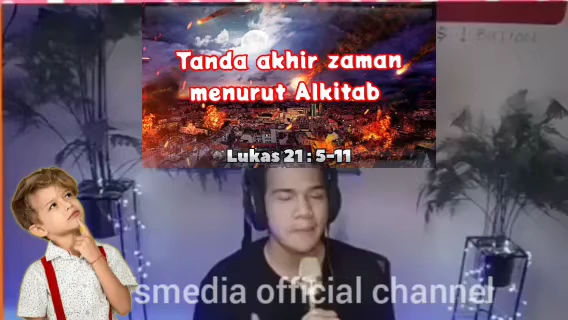 Tanda akhir zaman
menurut Alkitab
Lukas 21 : 5-11
smedia official channel